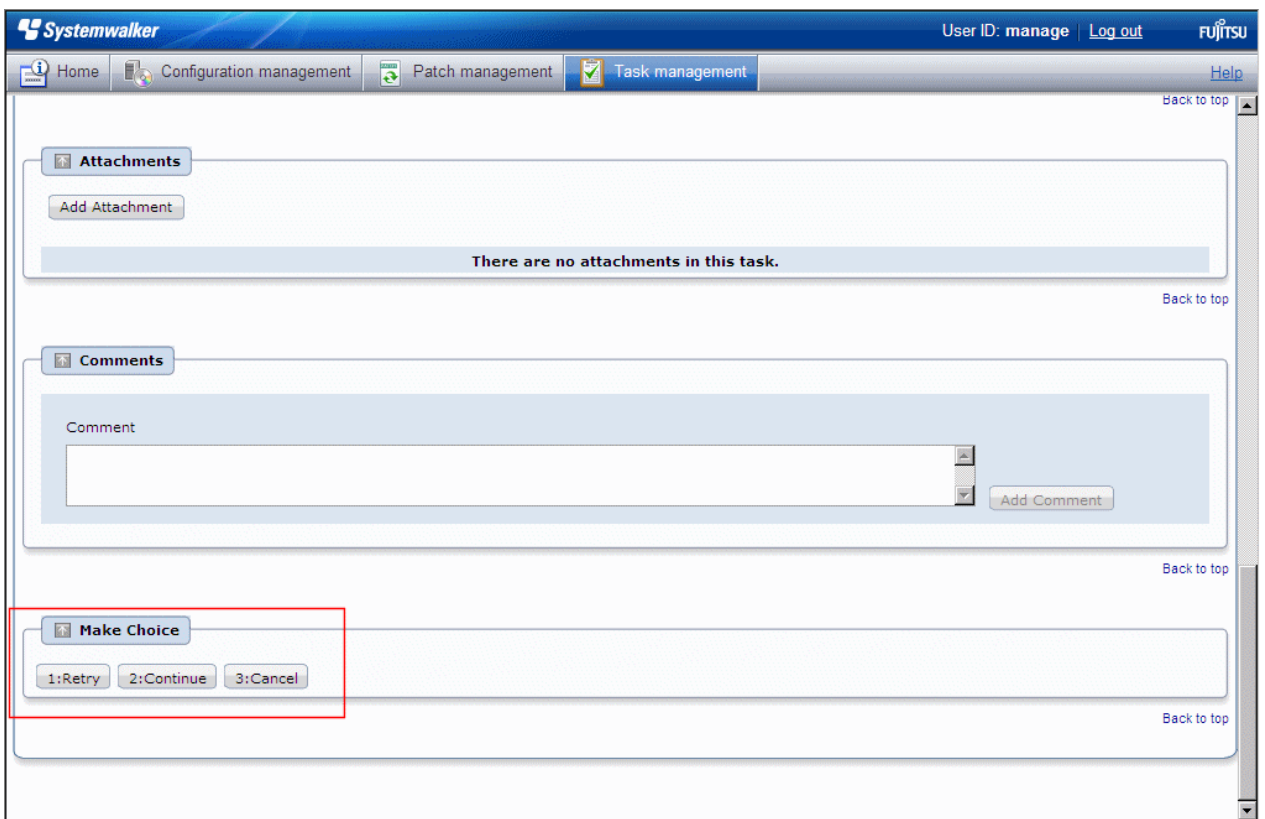 Systemwalker User ID: manage Log out FUJITSU
Home Configuration management Patch management Task management Help
Back to top
Attachments
Add Attachment
There are no attachments in this task.
Back to top
Comments
Comment
Add Comment
Back to top
Make Choice
1:Retry 2:Continue 3:Cancel
Back to top